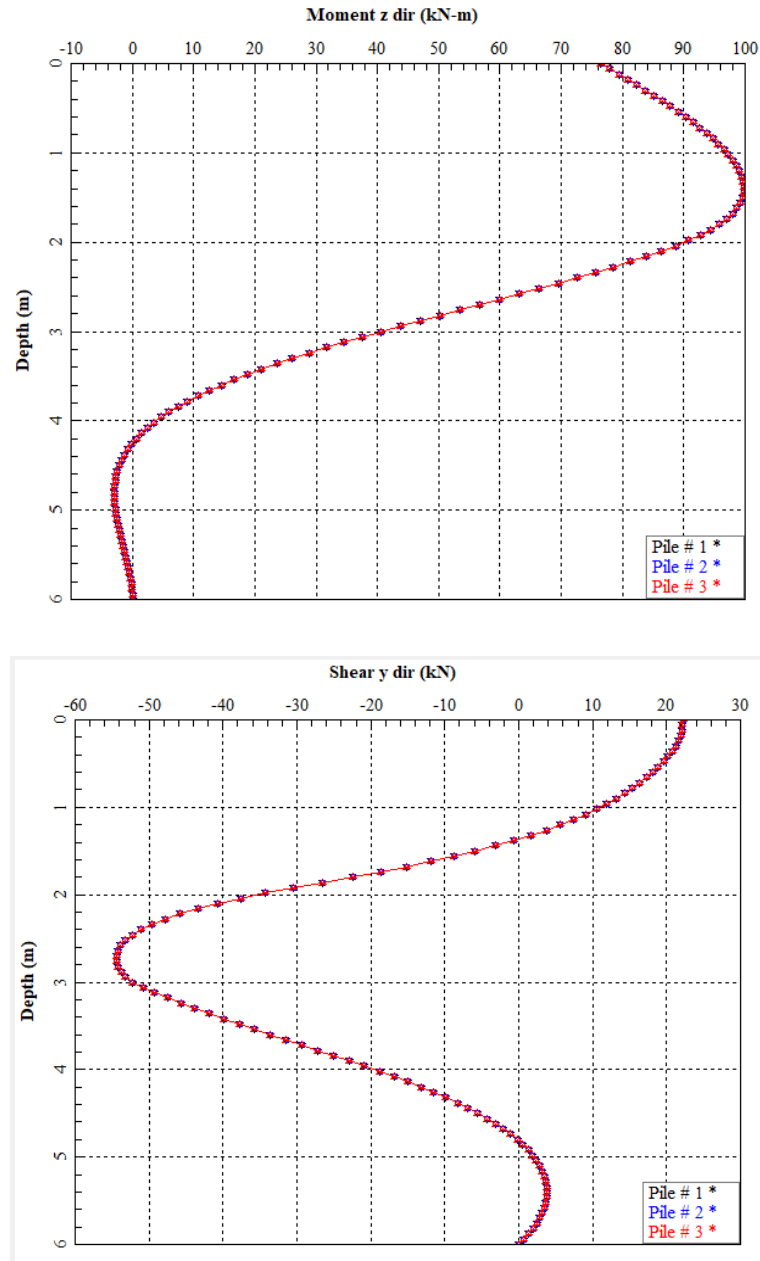 Moment z dir (kN-m)
-10 0 10 20 30 40 50 60 70 80 90 100
0
1
2
3
4
5
6
Depth (m)
Pile # 1 *
Pile # 2 *
Pile # 3 *
Shear y dir (kN)
-60 -50 -40 -30 -20 -10 0 10 20 30
0
1
2
3
4
5
6
Depth (m)
Pile # 1 *
Pile # 2 *
Pile # 3 *